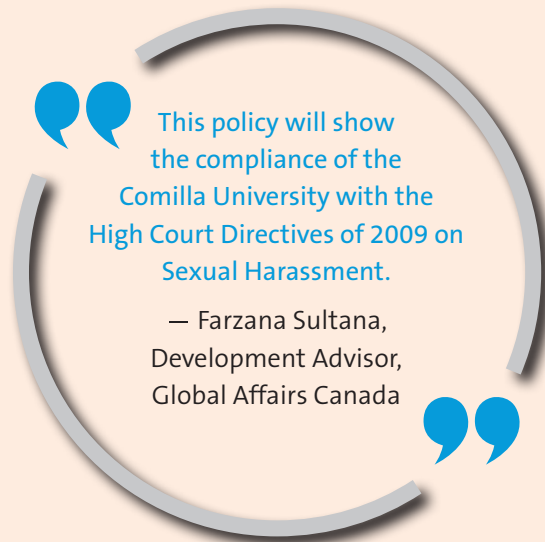 This policy will show
the compliance of the
Comilla University with the
High Court Directives of 2009 on
Sexual Harassment.
— Farzana Sultana,
Development Advisor,
Global Affairs Canada